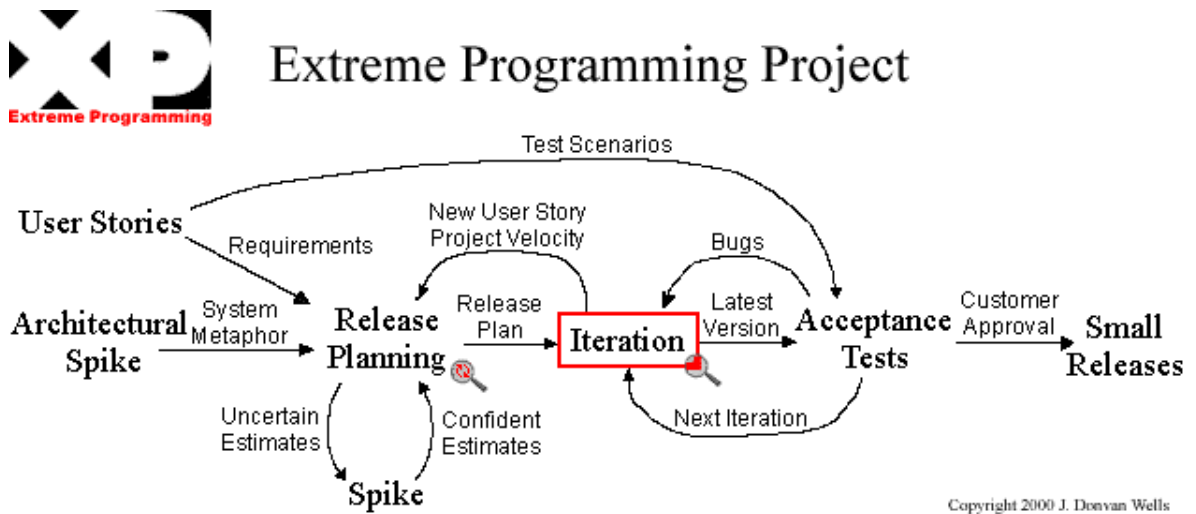 XP
Extreme Programming
Extreme Programming Project
Test Scenarios
User Stories
Requirements
New User Story
Project Velocity
Bugs
Architectural
Spike
System
Metaphor
Release
Planning
Release
Plan
Iteration
Latest
Version
Acceptance
Tests
Customer
Approval
Small
Releases
Uncertain
Estimates
Confident
Estimates
Next Iteration
Spike
Copyright 2000 J. Donvan Wells